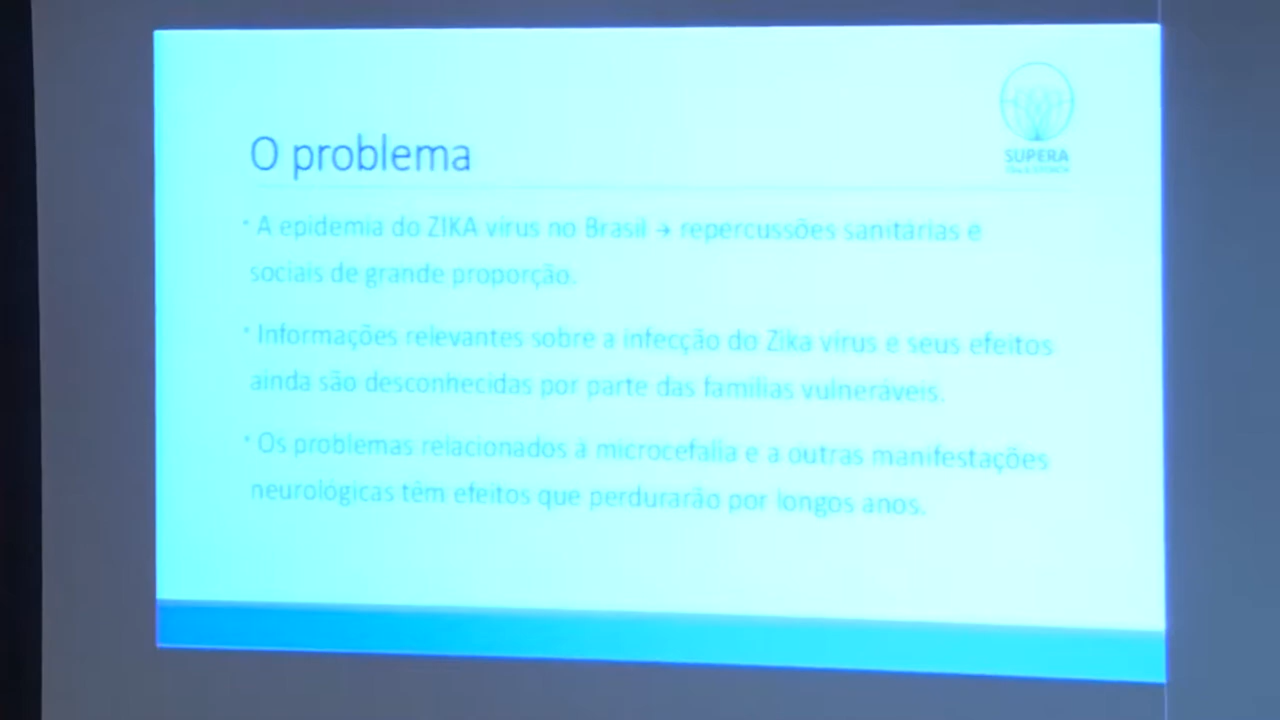 O problema
SUPERA
• A epidemia do ZIKA vírus no Brasil → repercussões sanitárias e
sociais de grande proporção.
• Informações relevantes sobre a infecção do Zika vírus e seus efeitos
ainda são desconhecidas por parte das famílias vulneráveis.
• Os problemas relacionados à microcefalia e a outras manifestações
neurológicas têm efeitos que perdurarão por longos anos.